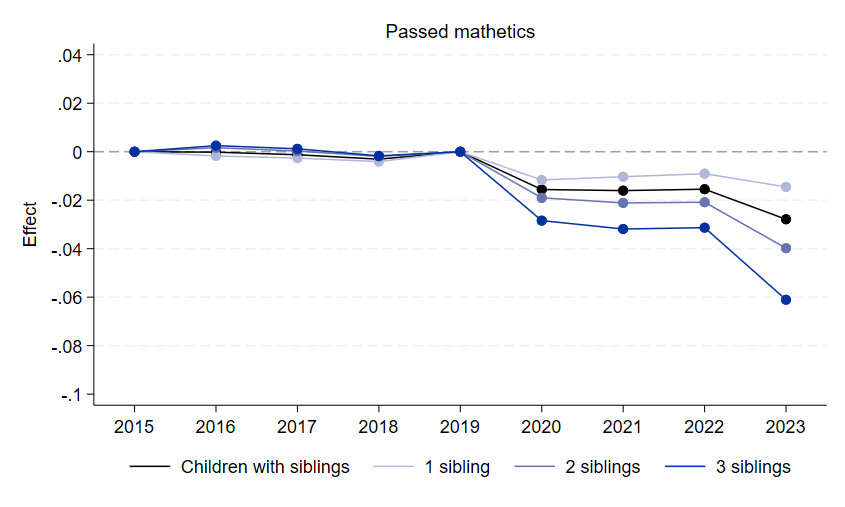 Passed mathetics
.04
.02
0
-.02
-.04
-.06
-.08
-.1
Effect
2015 2016 2017 2018 2019 2020 2021 2022 2023
Children with siblings 1 sibling 2 siblings 3 siblings